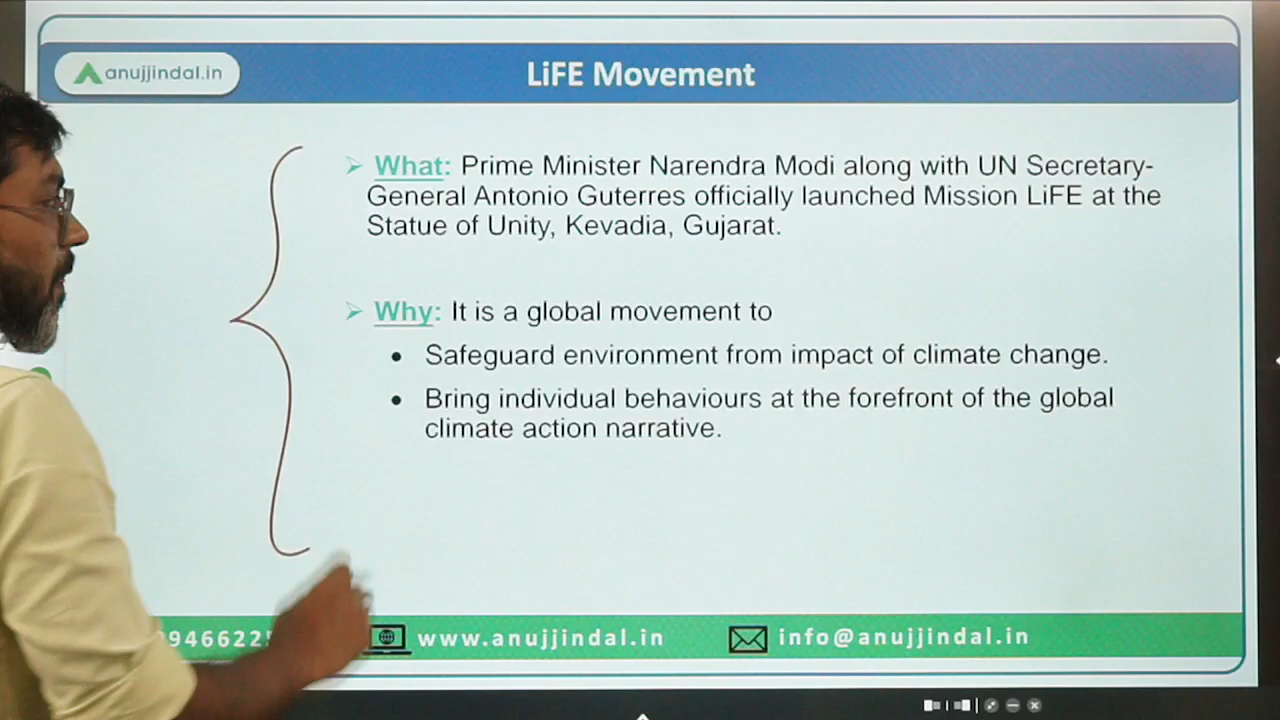 anujjindal.in
LiFE Movement
➢ What: Prime Minister Narendra Modi along with UN Secretary-
General Antonio Guterres officially launched Mission LiFE at the
Statue of Unity, Kevadia, Gujarat.
➢ Why: It is a global movement to
• Safeguard environment from impact of climate change.
• Bring individual behaviours at the forefront of the global
climate action narrative.
www.anujjindal.in
info@anujjindal.in